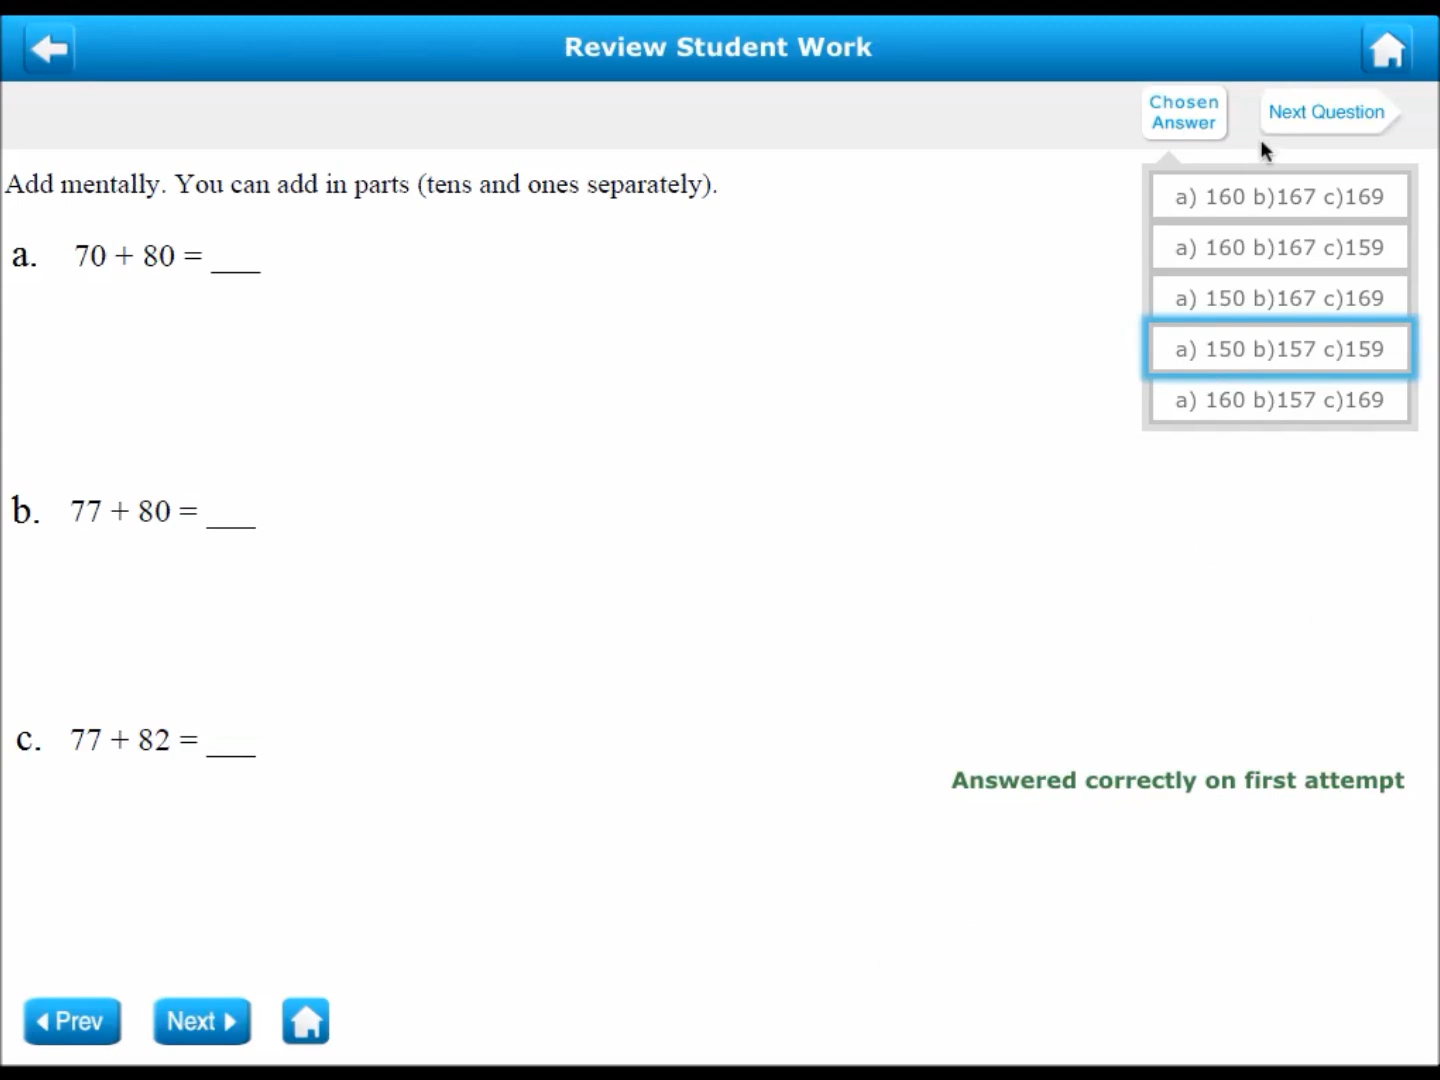 Review Student Work
Chosen
Answer
Next Question
Add mentally. You can add in parts (tens and ones separately).
a) 160 b)167 c)169
a) 160 b)167 c)159
a) 150 b)167 c)169
a) 150 b)157 c)159
a) 160 b)157 c)169
a. 70 + 80 = ___
b. 77 + 80 = ___
c. 77 + 82 = ___
Answered correctly on first attempt
Prev
Next